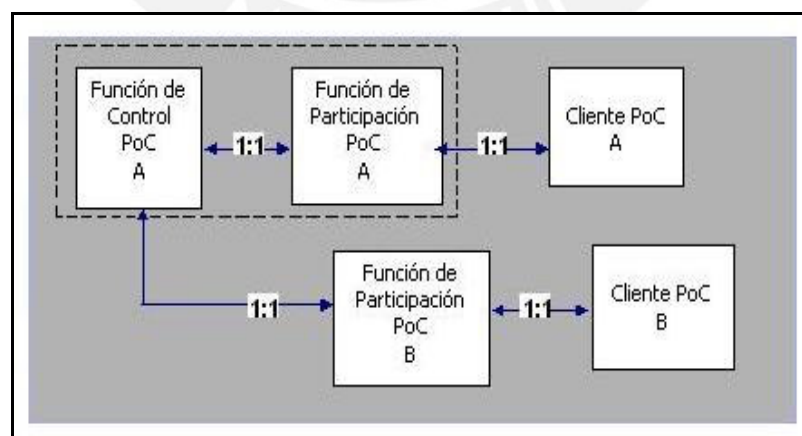 Función de
Control
PoC
A
1:1
Función de
Participación
PoC
A
1:1
Cliente PoC
A
1:1
Función de
Participación
PoC
B
1:1
Cliente PoC
B